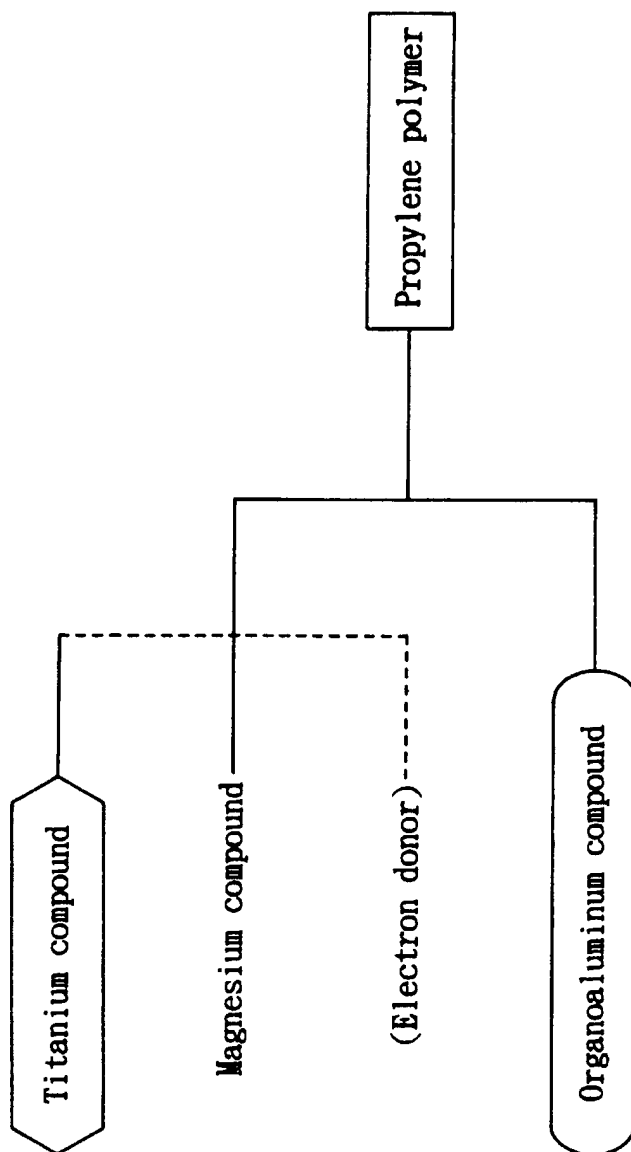 Titanium compound
Magnesium compound
(Electron donor)
Organoaluminum compound
Propylene polymer